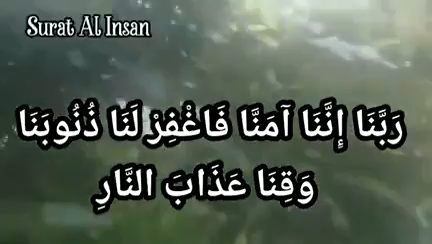 Surat Al Insan
رَبَّنَا إِنَّنَا آمَنَّا فَاغْفِرْ لَنَا ذُنُوبَنَا
وَقِنَا عَذَابَ النَّارِ